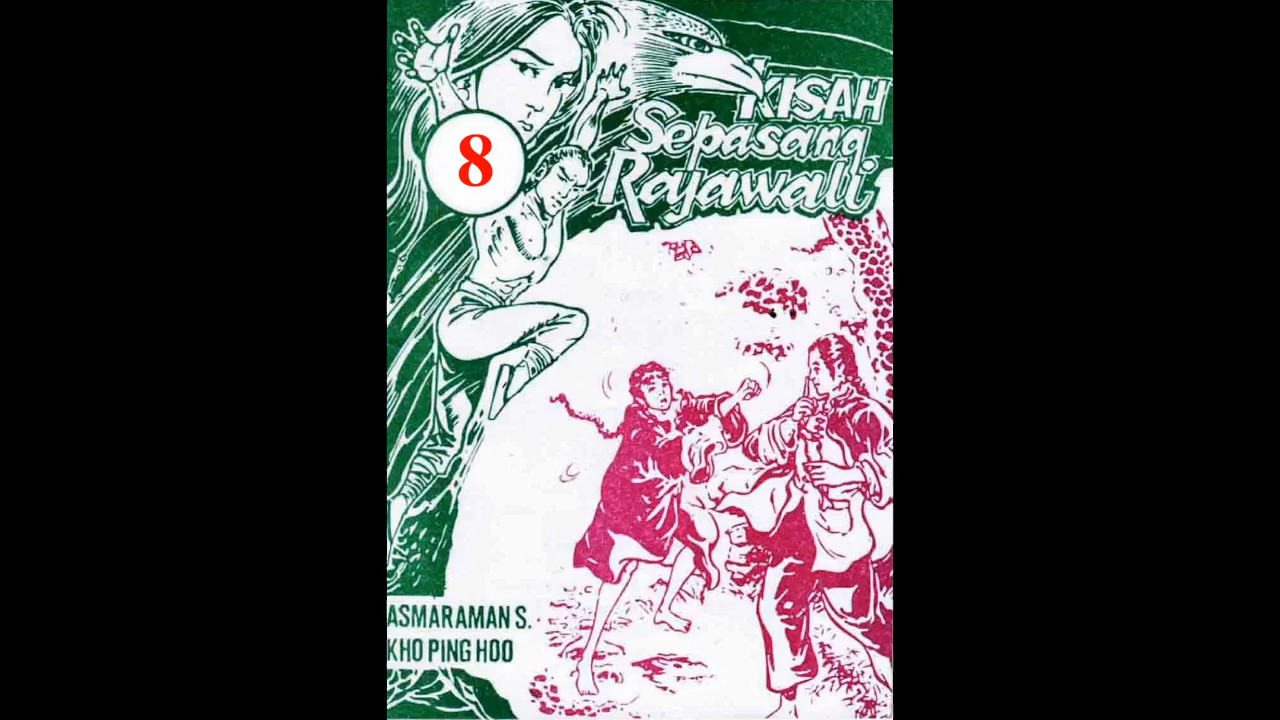 8
KISAH
Sepasang
Rajawali
ASMARAMAN S.
KHO PING HOO